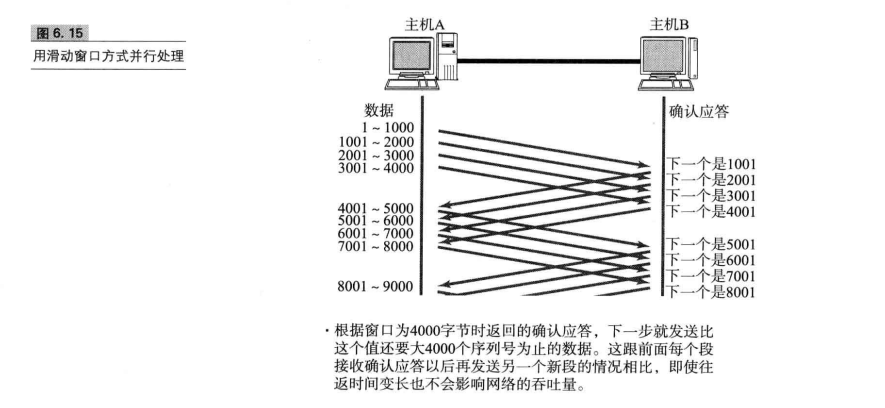 图 6. 15
用滑动窗口方式并行处理
主机A
主机B
数据
确认应答
1 ~ 1000
1001 ~ 2000
2001 ~ 3000
3001 ~ 4000
下一个是1001
下一个是2001
下一个是3001
下一个是4001
4001 ~ 5000
5001 ~ 6000
6001 ~ 7000
7001 ~ 8000
下一个是5001
下一个是6001
下一个是7001
下一个是8001
8001 ~ 9000
· 根据窗口为4000字节时返回的确认应答，下一步就发送比
这个值还要大4000个序列号为止的数据。这跟前面每个段
接收确认应答以后再发送另一个新段的情况相比，即使往
返时间变长也不会影响网络的吞吐量。